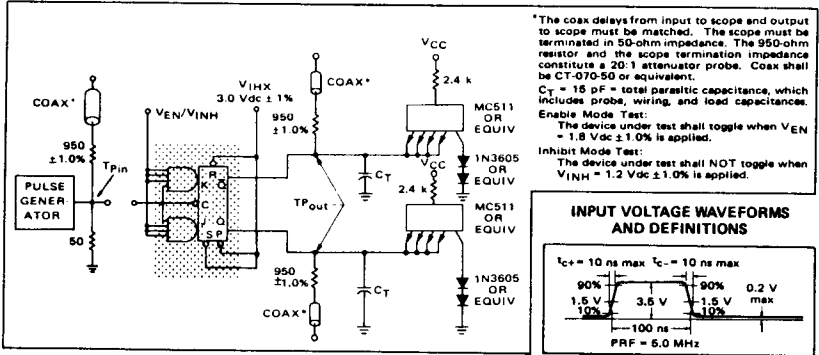 *The coax delays from input to scope and output
to scope must be matched. The scope must be
terminated in 50-ohm impedance. The 950-ohm
resistor and the scope termination impedance
constitute a 20:1 attenuator probe. Coax shall
be CT-070-50 or equivalent.
CT = 15 pF = total parasitic capacitance, which
includes probe, wiring, and load capacitances.
Enable Mode Test:
The device under test shall toggle when VEN
= 1.8 Vdc ±1.0% is applied.
Inhibit Mode Test:
The device under test shall NOT toggle when
VINH = 1.2 Vdc ±1.0% is applied.
COAX*
950
±1.0%
TPin
PULSE
GENER-
ATOR
50
VEN/VINH
VIHX
3.0 Vdc ± 1%
R
K
Q̅
C
J
Q
S
P
COAX*
950
±1.0%
TPout
950
±1.0%
COAX*
CT
CT
VCC
2.4 k
MC511
OR
EQUIV
1N3605
OR
EQUIV
VCC
2.4 k
MC511
OR
EQUIV
1N3605
OR
EQUIV
INPUT VOLTAGE WAVEFORMS
AND DEFINITIONS
tc+ = 10 ns max
tc- = 10 ns max
90%
90%
1.5 V
3.5 V
1.5 V
10%
10%
0.2 V
max
100 ns
PRF = 5.0 MHz